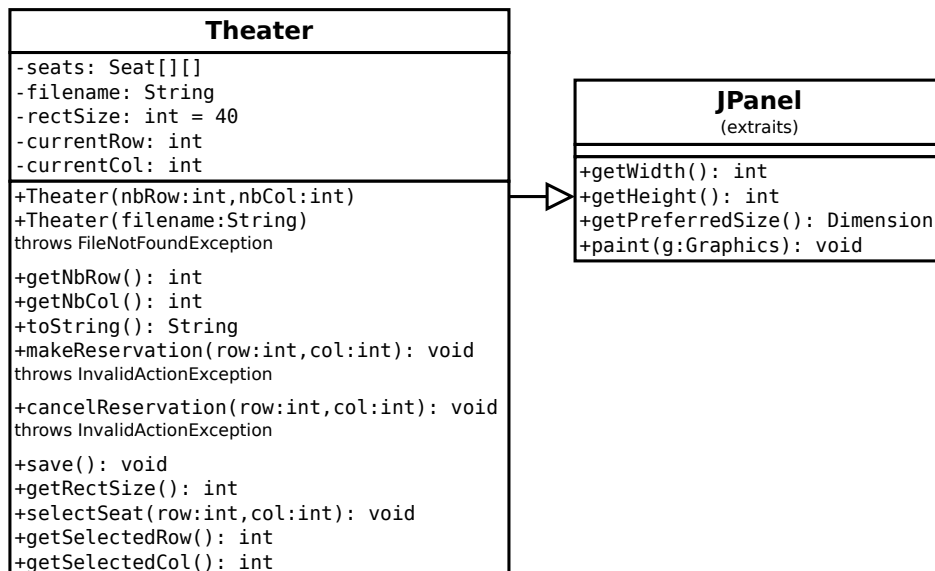 Theater
-seats: Seat[][]
-filename: String
-rectSize: int = 40
-currentRow: int
-currentCol: int
+Theater(nbRow:int,nbCol:int)
+Theater(filename:String)
throws FileNotFoundException
+getNbRow(): int
+getNbCol(): int
+toString(): String
+makeReservation(row:int,col:int): void
throws InvalidActionException
+cancelReservation(row:int,col:int): void
throws InvalidActionException
+save(): void
+getRectSize(): int
+selectSeat(row:int,col:int): void
+getSelectedRow(): int
+getSelectedCol(): int
JPanel
(extraits)
+getWidth(): int
+getHeight(): int
+getPreferredSize(): Dimension
+paint(g:Graphics): void